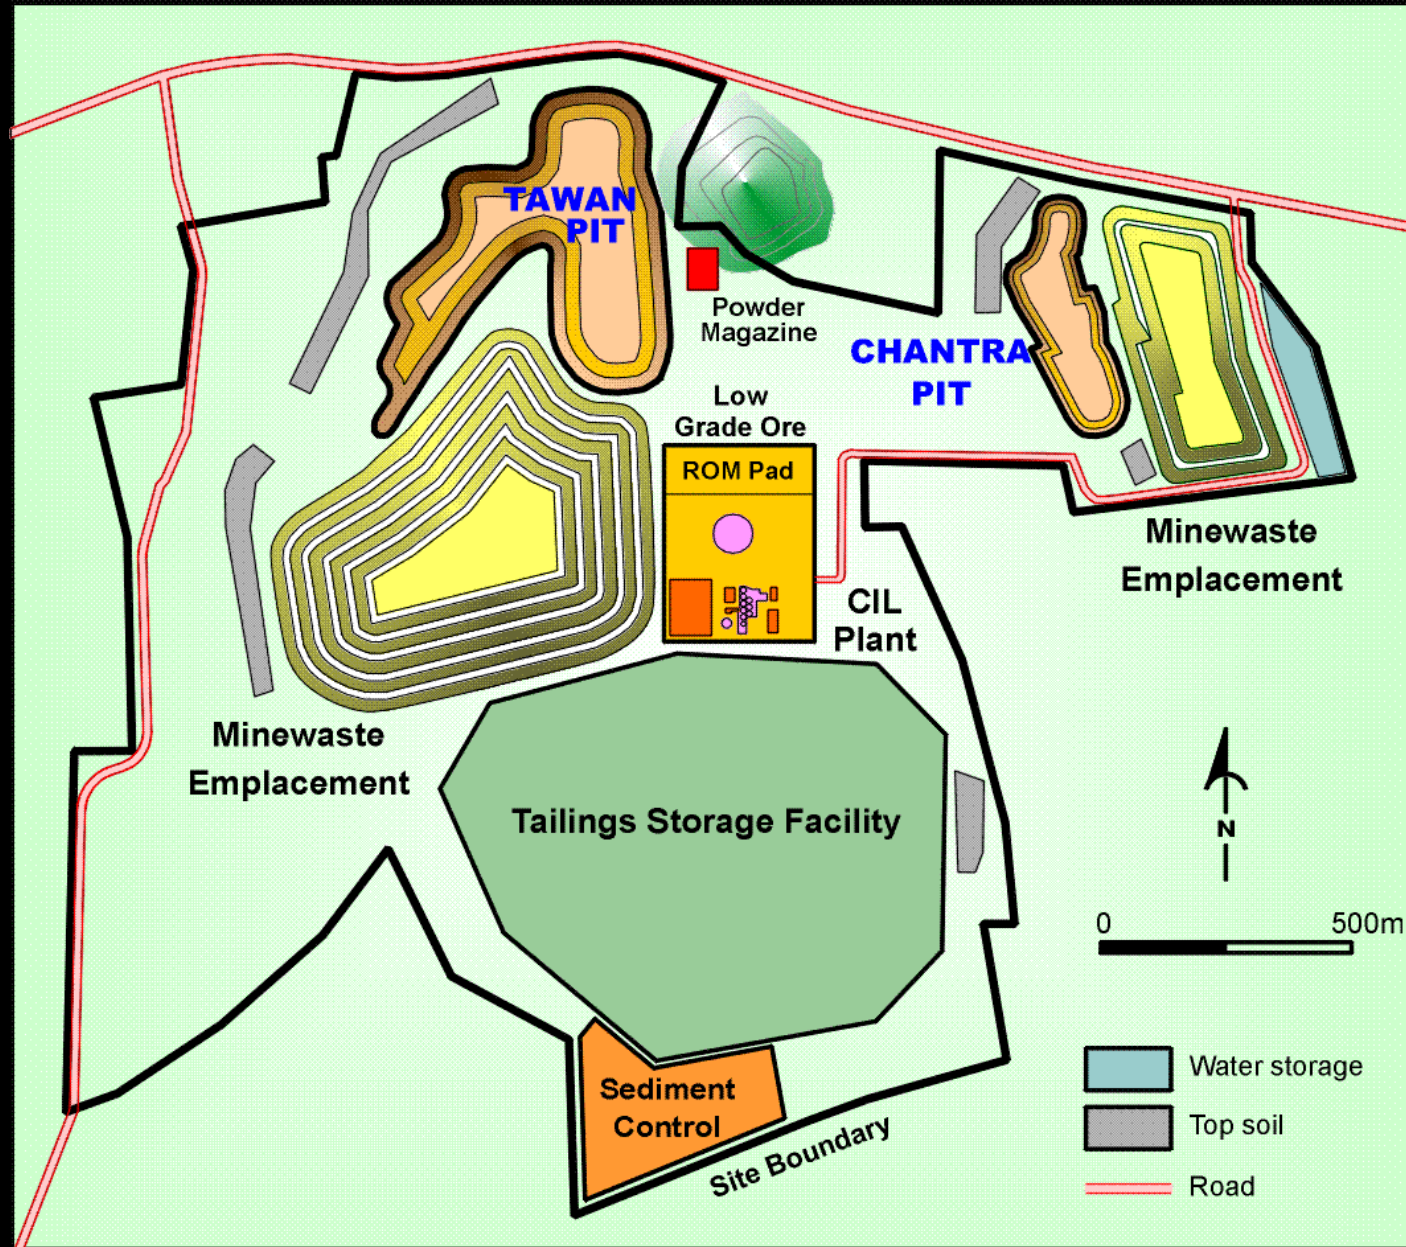 TAWAN
PIT
Powder
Magazine
CHANTRA
PIT
Low
Grade Ore
ROM Pad
Minewaste
Emplacement
CIL
Plant
Minewaste
Emplacement
Tailings Storage Facility
N
0 500m
Water storage
Top soil
Road
Sediment
Control
Site Boundary